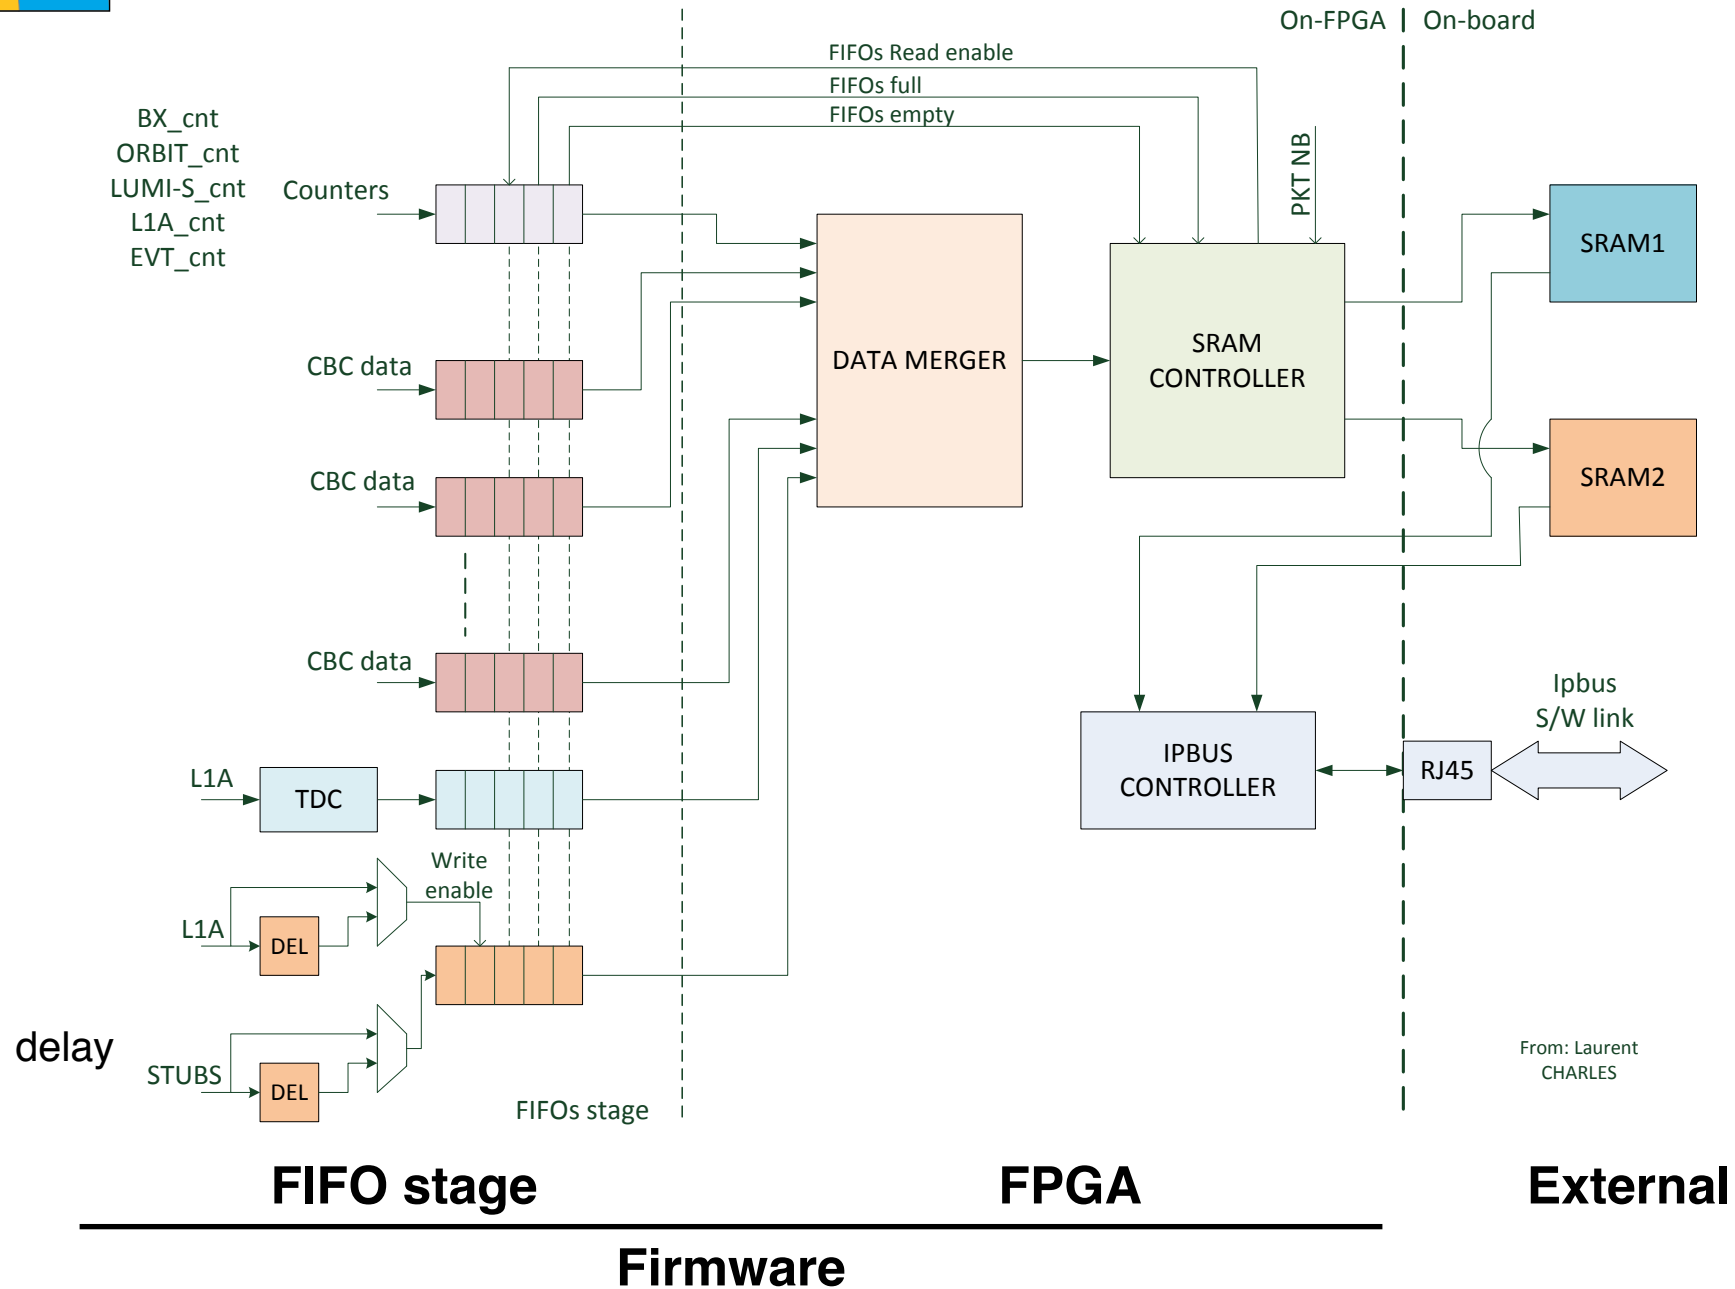 On-FPGA
On-board
FIFOs Read enable
FIFOs full
FIFOs empty
BX_cnt
ORBIT_cnt
LUMI-S_cnt
L1A_cnt
EVT_cnt
Counters
PKT NB
SRAM1
CBC data
DATA MERGER
SRAM
CONTROLLER
CBC data
SRAM2
CBC data
Ipbus
S/W link
L1A
TDC
IPBUS
CONTROLLER
RJ45
Write
enable
L1A
DEL
delay
STUBS
DEL
From: Laurent
CHARLES
FIFOs stage
FIFO stage
FPGA
External
Firmware